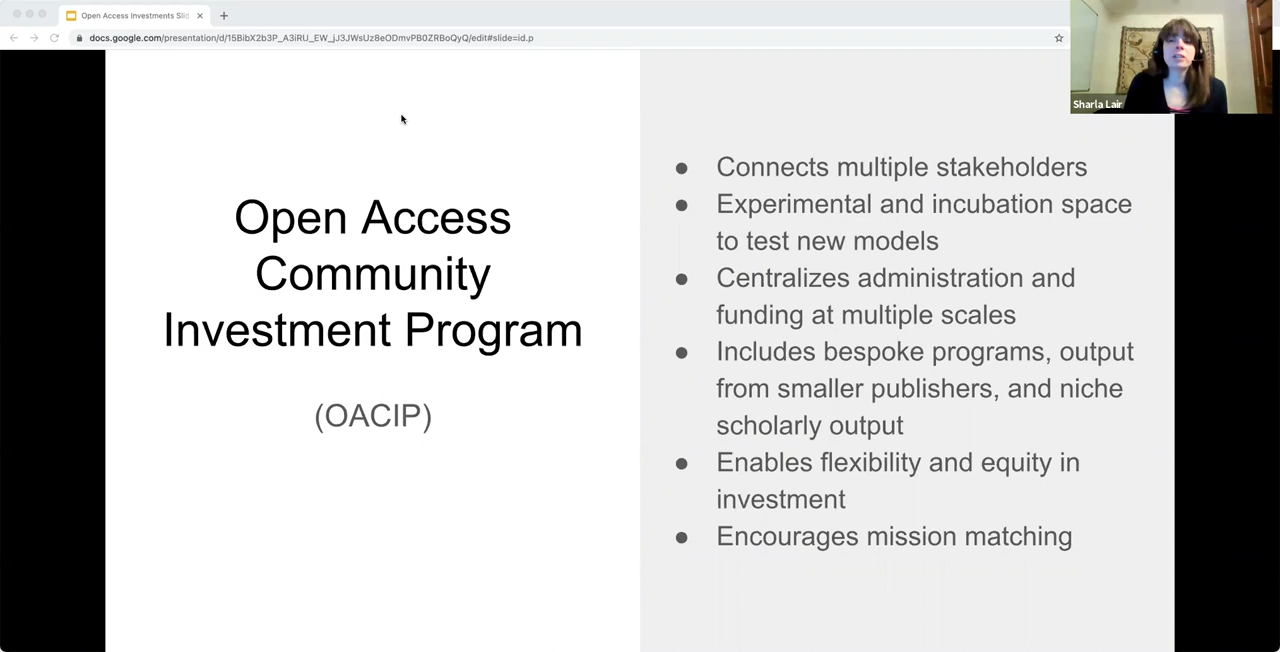 Open Access Investments Slid
docs.google.com/presentation/d/15BibX2b3P_A3iRU_EW_jJ3JWsUz8eODmvPB0ZRBoQyQ/edit#slide=id.p
Sharla Lair
Open Access
Community
Investment Program
(OACIP)
● Connects multiple stakeholders
● Experimental and incubation space
to test new models
● Centralizes administration and
funding at multiple scales
● Includes bespoke programs, output
from smaller publishers, and niche
scholarly output
● Enables flexibility and equity in
investment
● Encourages mission matching